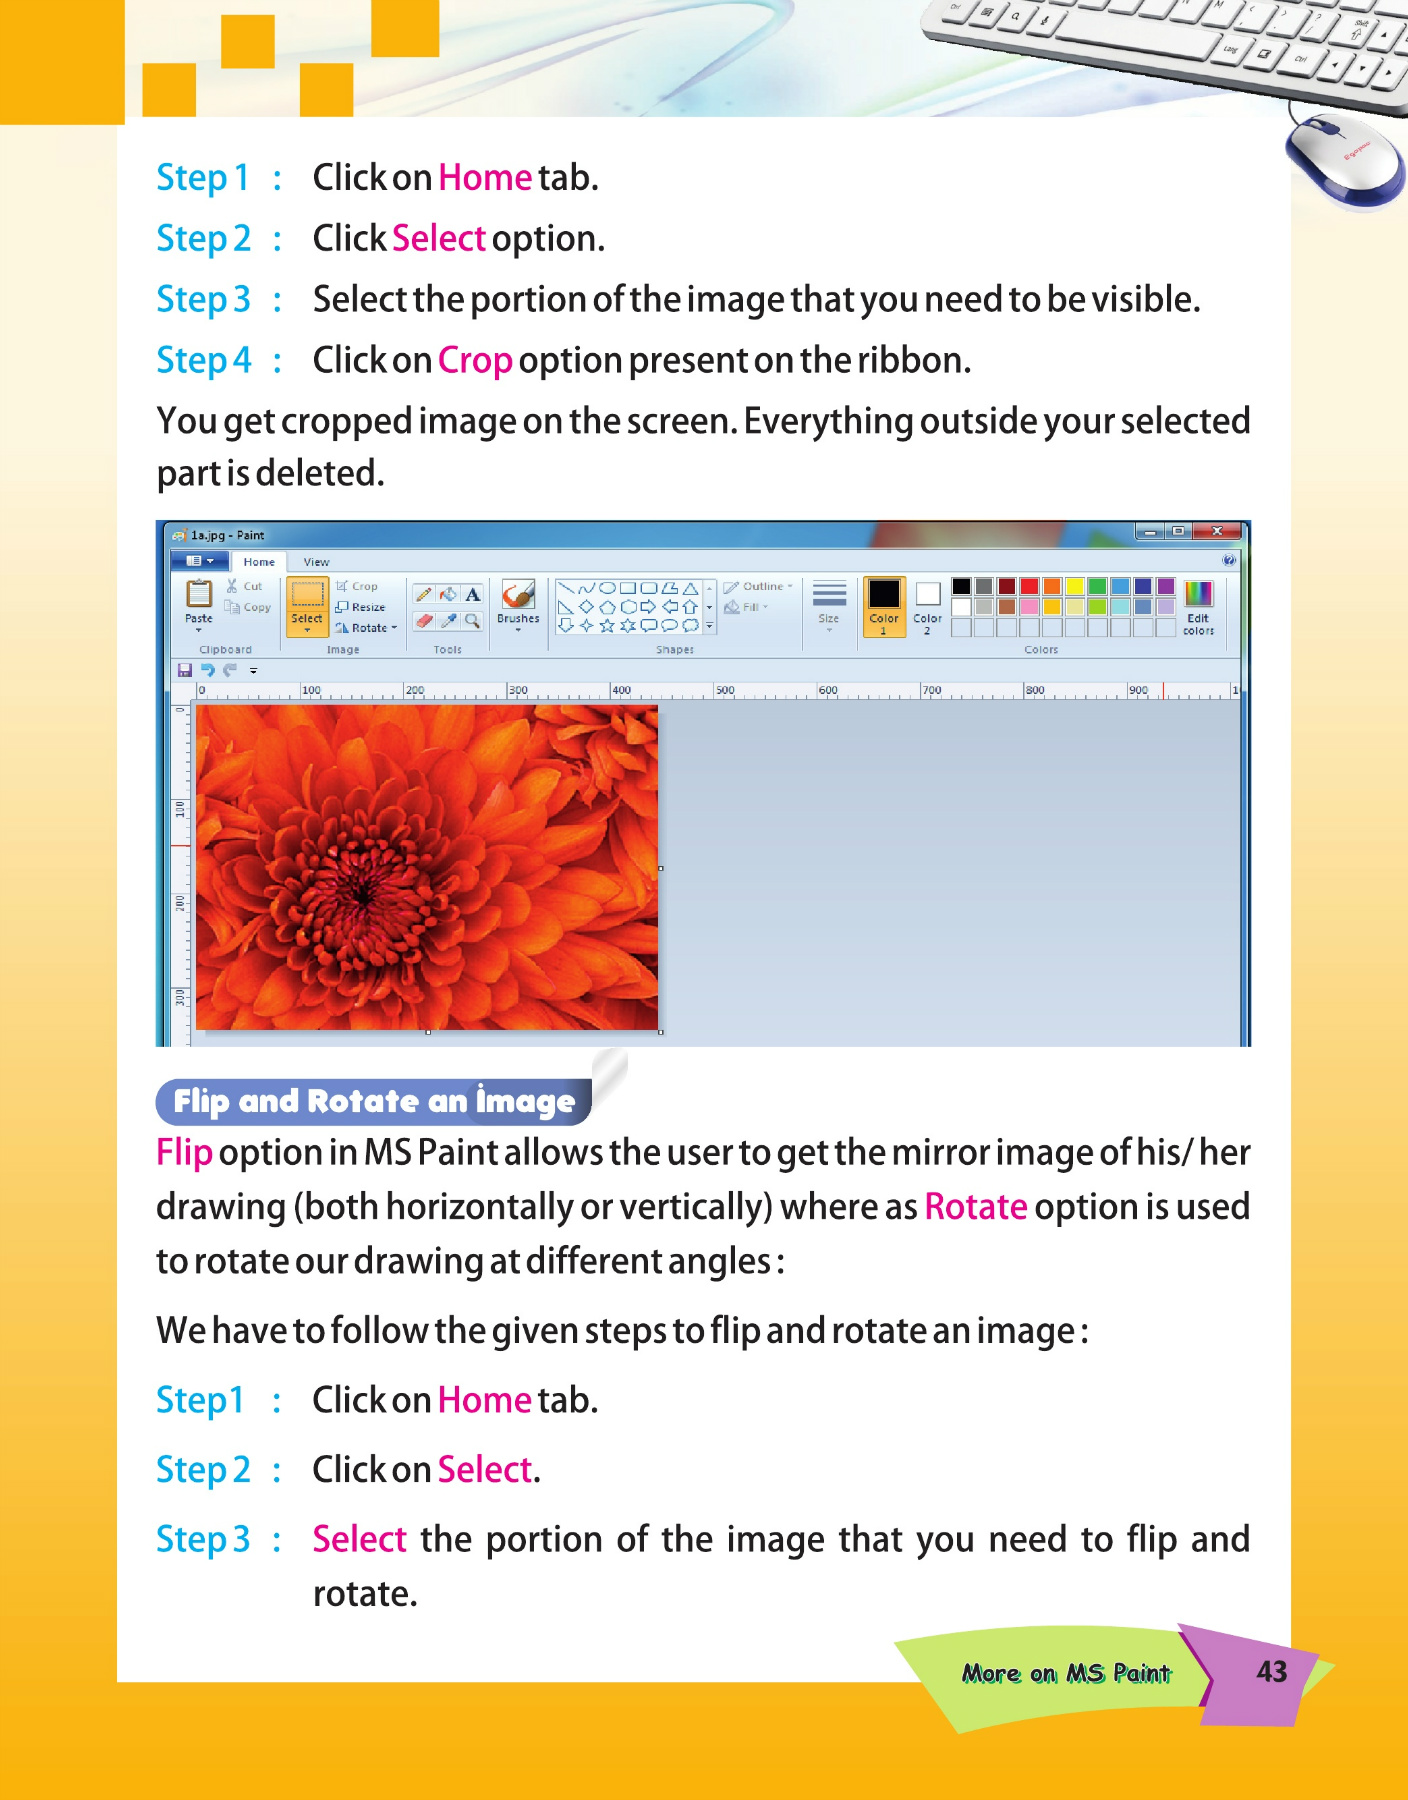 Step 1 : Click on Home tab.
Step 2 : Click Select option.
Step 3 : Select the portion of the image that you need to be visible.
Step 4 : Click on Crop option present on the ribbon.
You get cropped image on the screen. Everything outside your selected
part is deleted.
1a.jpg - Paint
Home View
Cut Crop Outline
Copy Resize Fill
Paste Select Rotate Brushes Size Color 1 Color 2 Edit colors
Clipboard Image Tools Shapes Colors
0 100 200 300 400 500 600 700 800 900
0
100
200
300
Flip and Rotate an image
Flip option in MS Paint allows the user to get the mirror image of his/ her
drawing (both horizontally or vertically) where as Rotate option is used
to rotate our drawing at different angles :
We have to follow the given steps to flip and rotate an image :
Step1 : Click on Home tab.
Step 2 : Click on Select.
Step 3 : Select the portion of the image that you need to flip and
rotate.
More on MS Paint 43